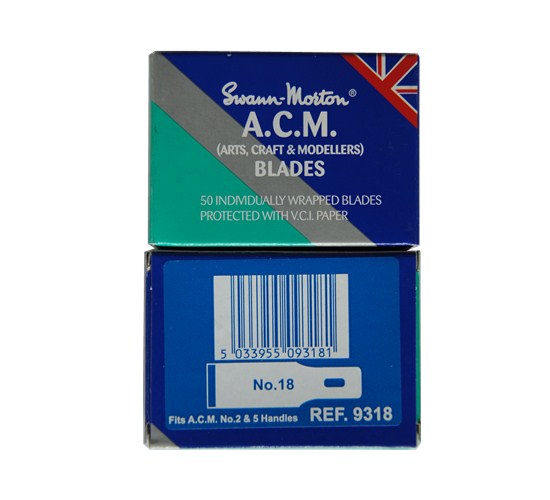 Swann-Morton®
A.C.M.
(ARTS, CRAFT & MODELLERS)
BLADES
50 INDIVIDUALLY WRAPPED BLADES
PROTECTED WITH V.C.I. PAPER
5 033955 093181
No.18
Fits A.C.M. No.2 & 5 Handles REF. 9318